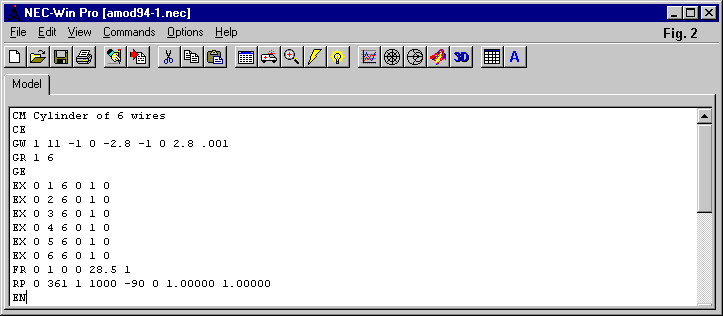 NEC-Win Pro [amod94-1.nec]
File Edit View Commands Options Help Fig. 2
3D A
Model
CM Cylinder of 6 wires
CE
GW 1 11 -1 0 -2.8 -1 0 2.8 .001
GR 1 6
GE
EX 0 1 6 0 1 0
EX 0 2 6 0 1 0
EX 0 3 6 0 1 0
EX 0 4 6 0 1 0
EX 0 5 6 0 1 0
EX 0 6 6 0 1 0
FR 0 1 0 0 28.5 1
RP 0 361 1 1000 -90 0 1.00000 1.00000
EN